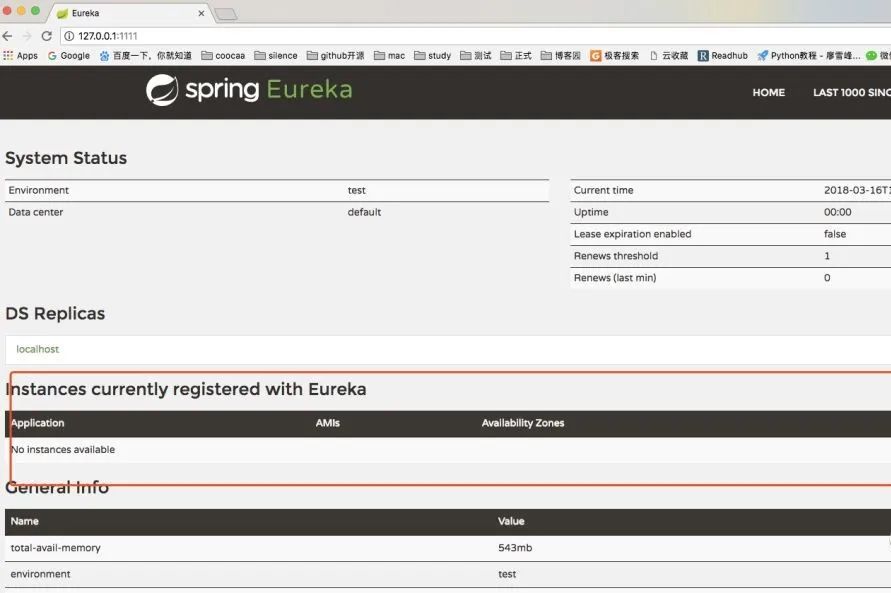 Eureka
127.0.0.1:1111
Apps Google 百度一下，你就知道 coocaa silence github开源 mac study 测试 正式 博客园 极客搜索 云收藏 Readhub Python教程 - 廖雪峰...
spring Eureka
HOME LAST 1000 SINC
System Status
Environment test
Data center default
Current time 2018-03-16T1
Uptime 00:00
Lease expiration enabled false
Renews threshold 1
Renews (last min) 0
DS Replicas
localhost
Instances currently registered with Eureka
Application AMIs Availability Zones
No instances available
General Info
Name Value
total-avail-memory 543mb
environment test